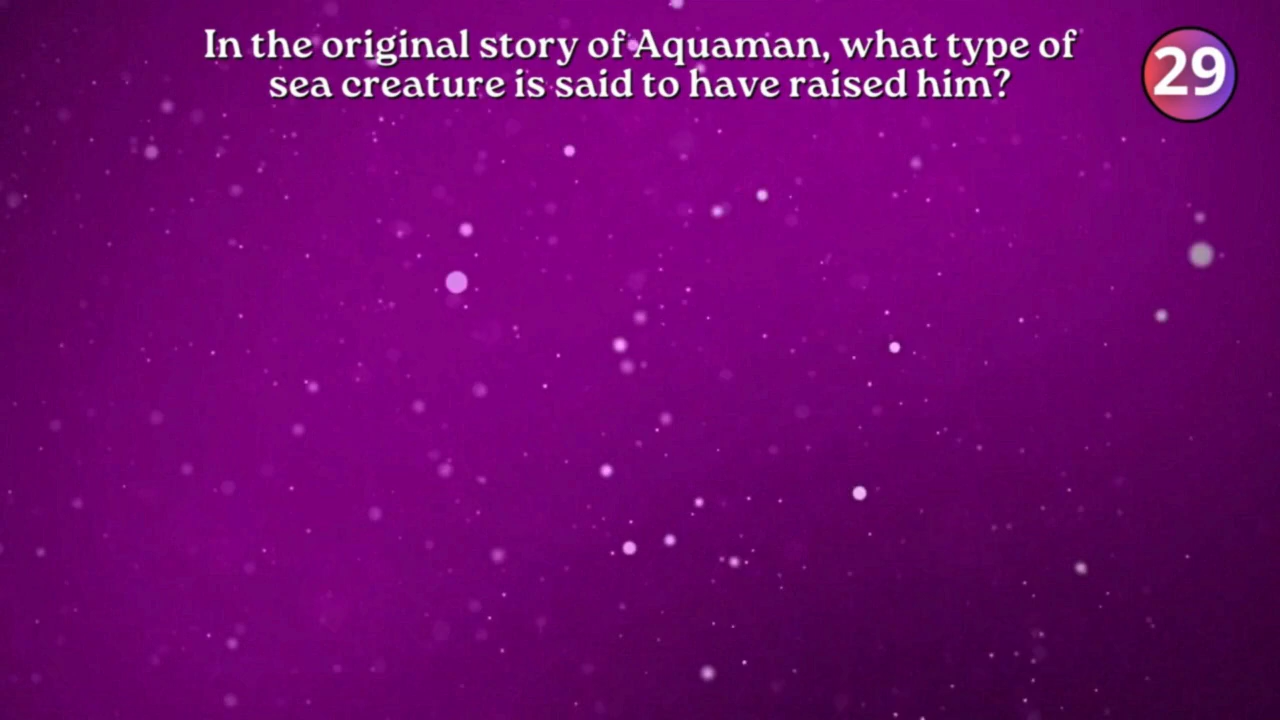 In the original story of Aquaman, what type of
sea creature is said to have raised him?
29